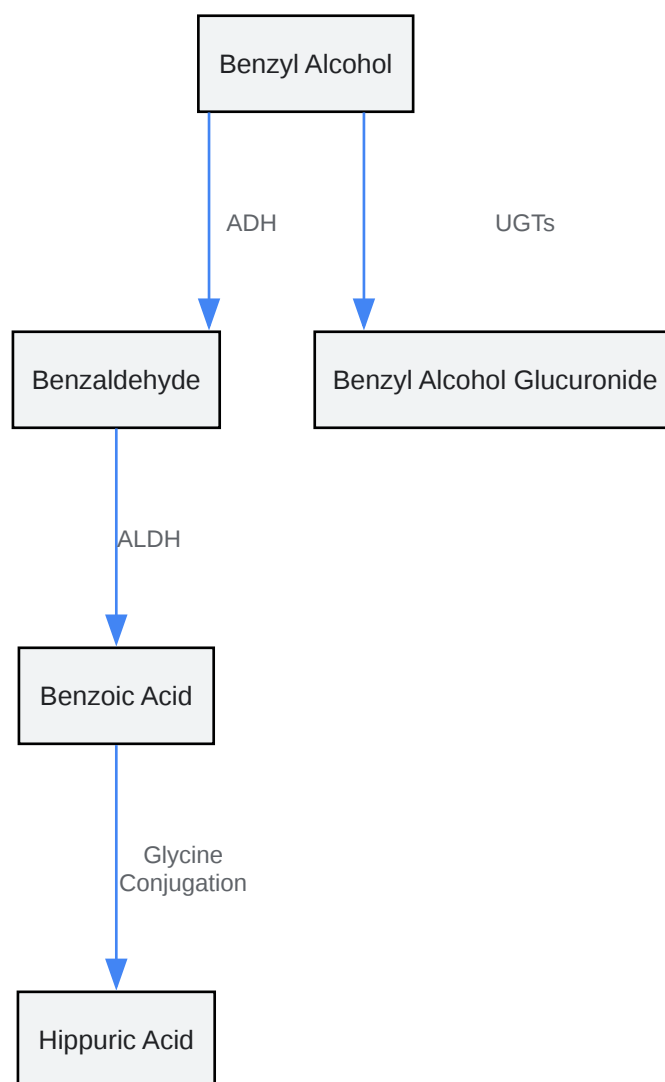 Benzyl Alcohol
ADH
UGTs
Benzaldehyde
Benzyl Alcohol Glucuronide
ALDH
Benzoic Acid
Glycine
Conjugation
Hippuric Acid